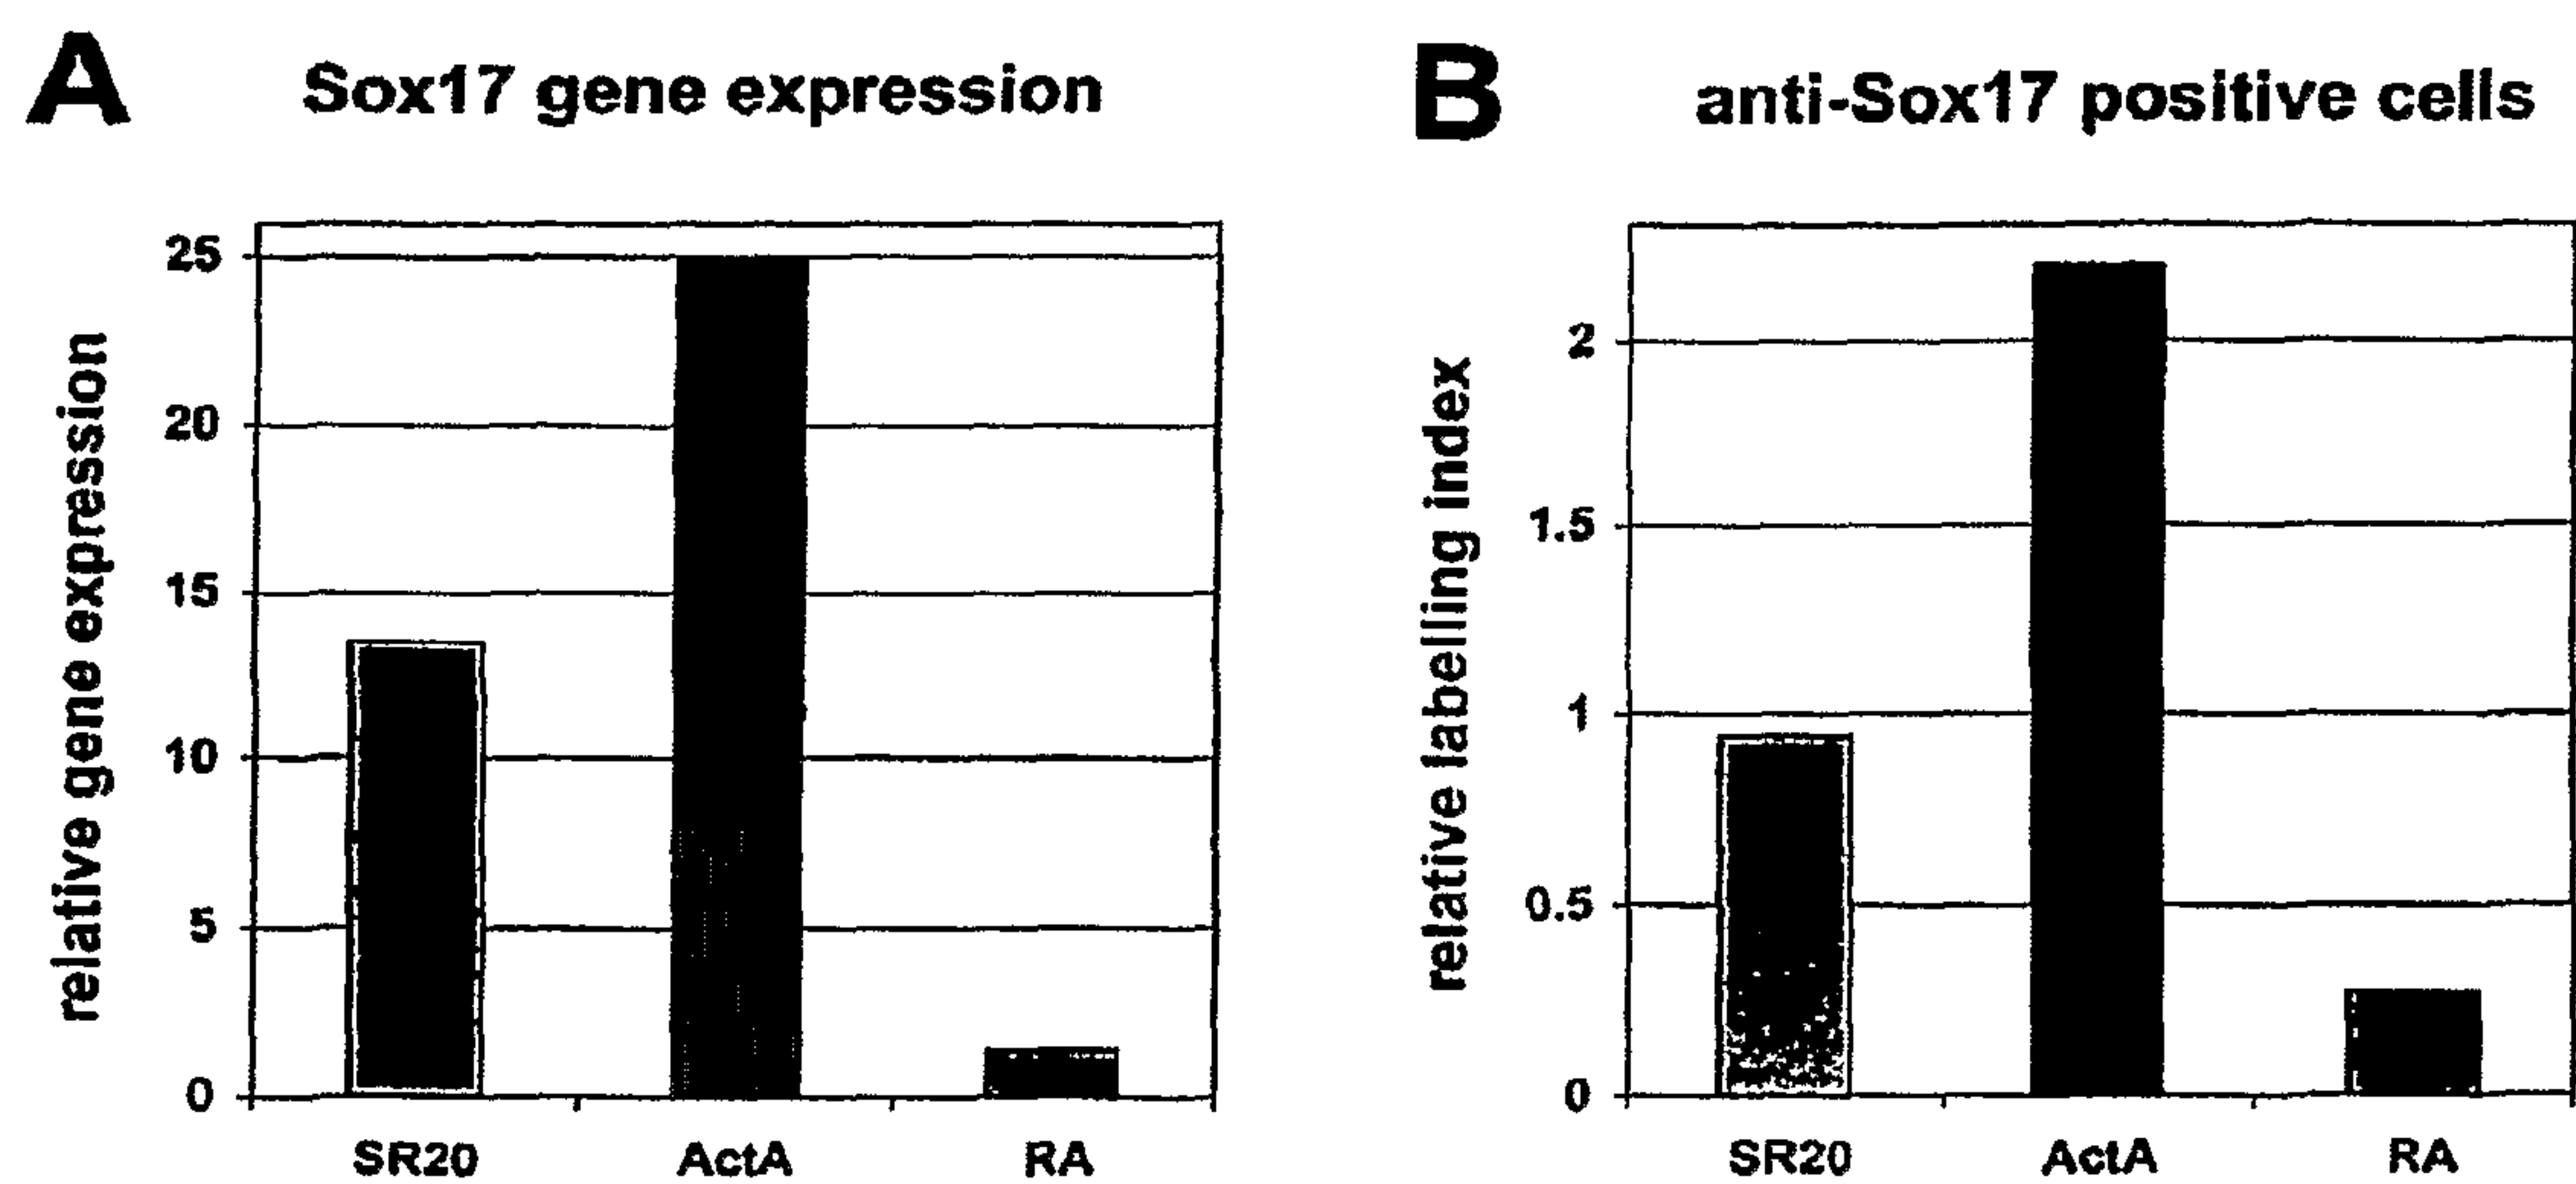 A
Sox17 gene expression
relative gene expression
25
20
15
10
5
0
SR20 ActA RA
B
anti-Sox17 positive cells
relative labelling index
2
1.5
1
0.5
0
SR20 ActA RA